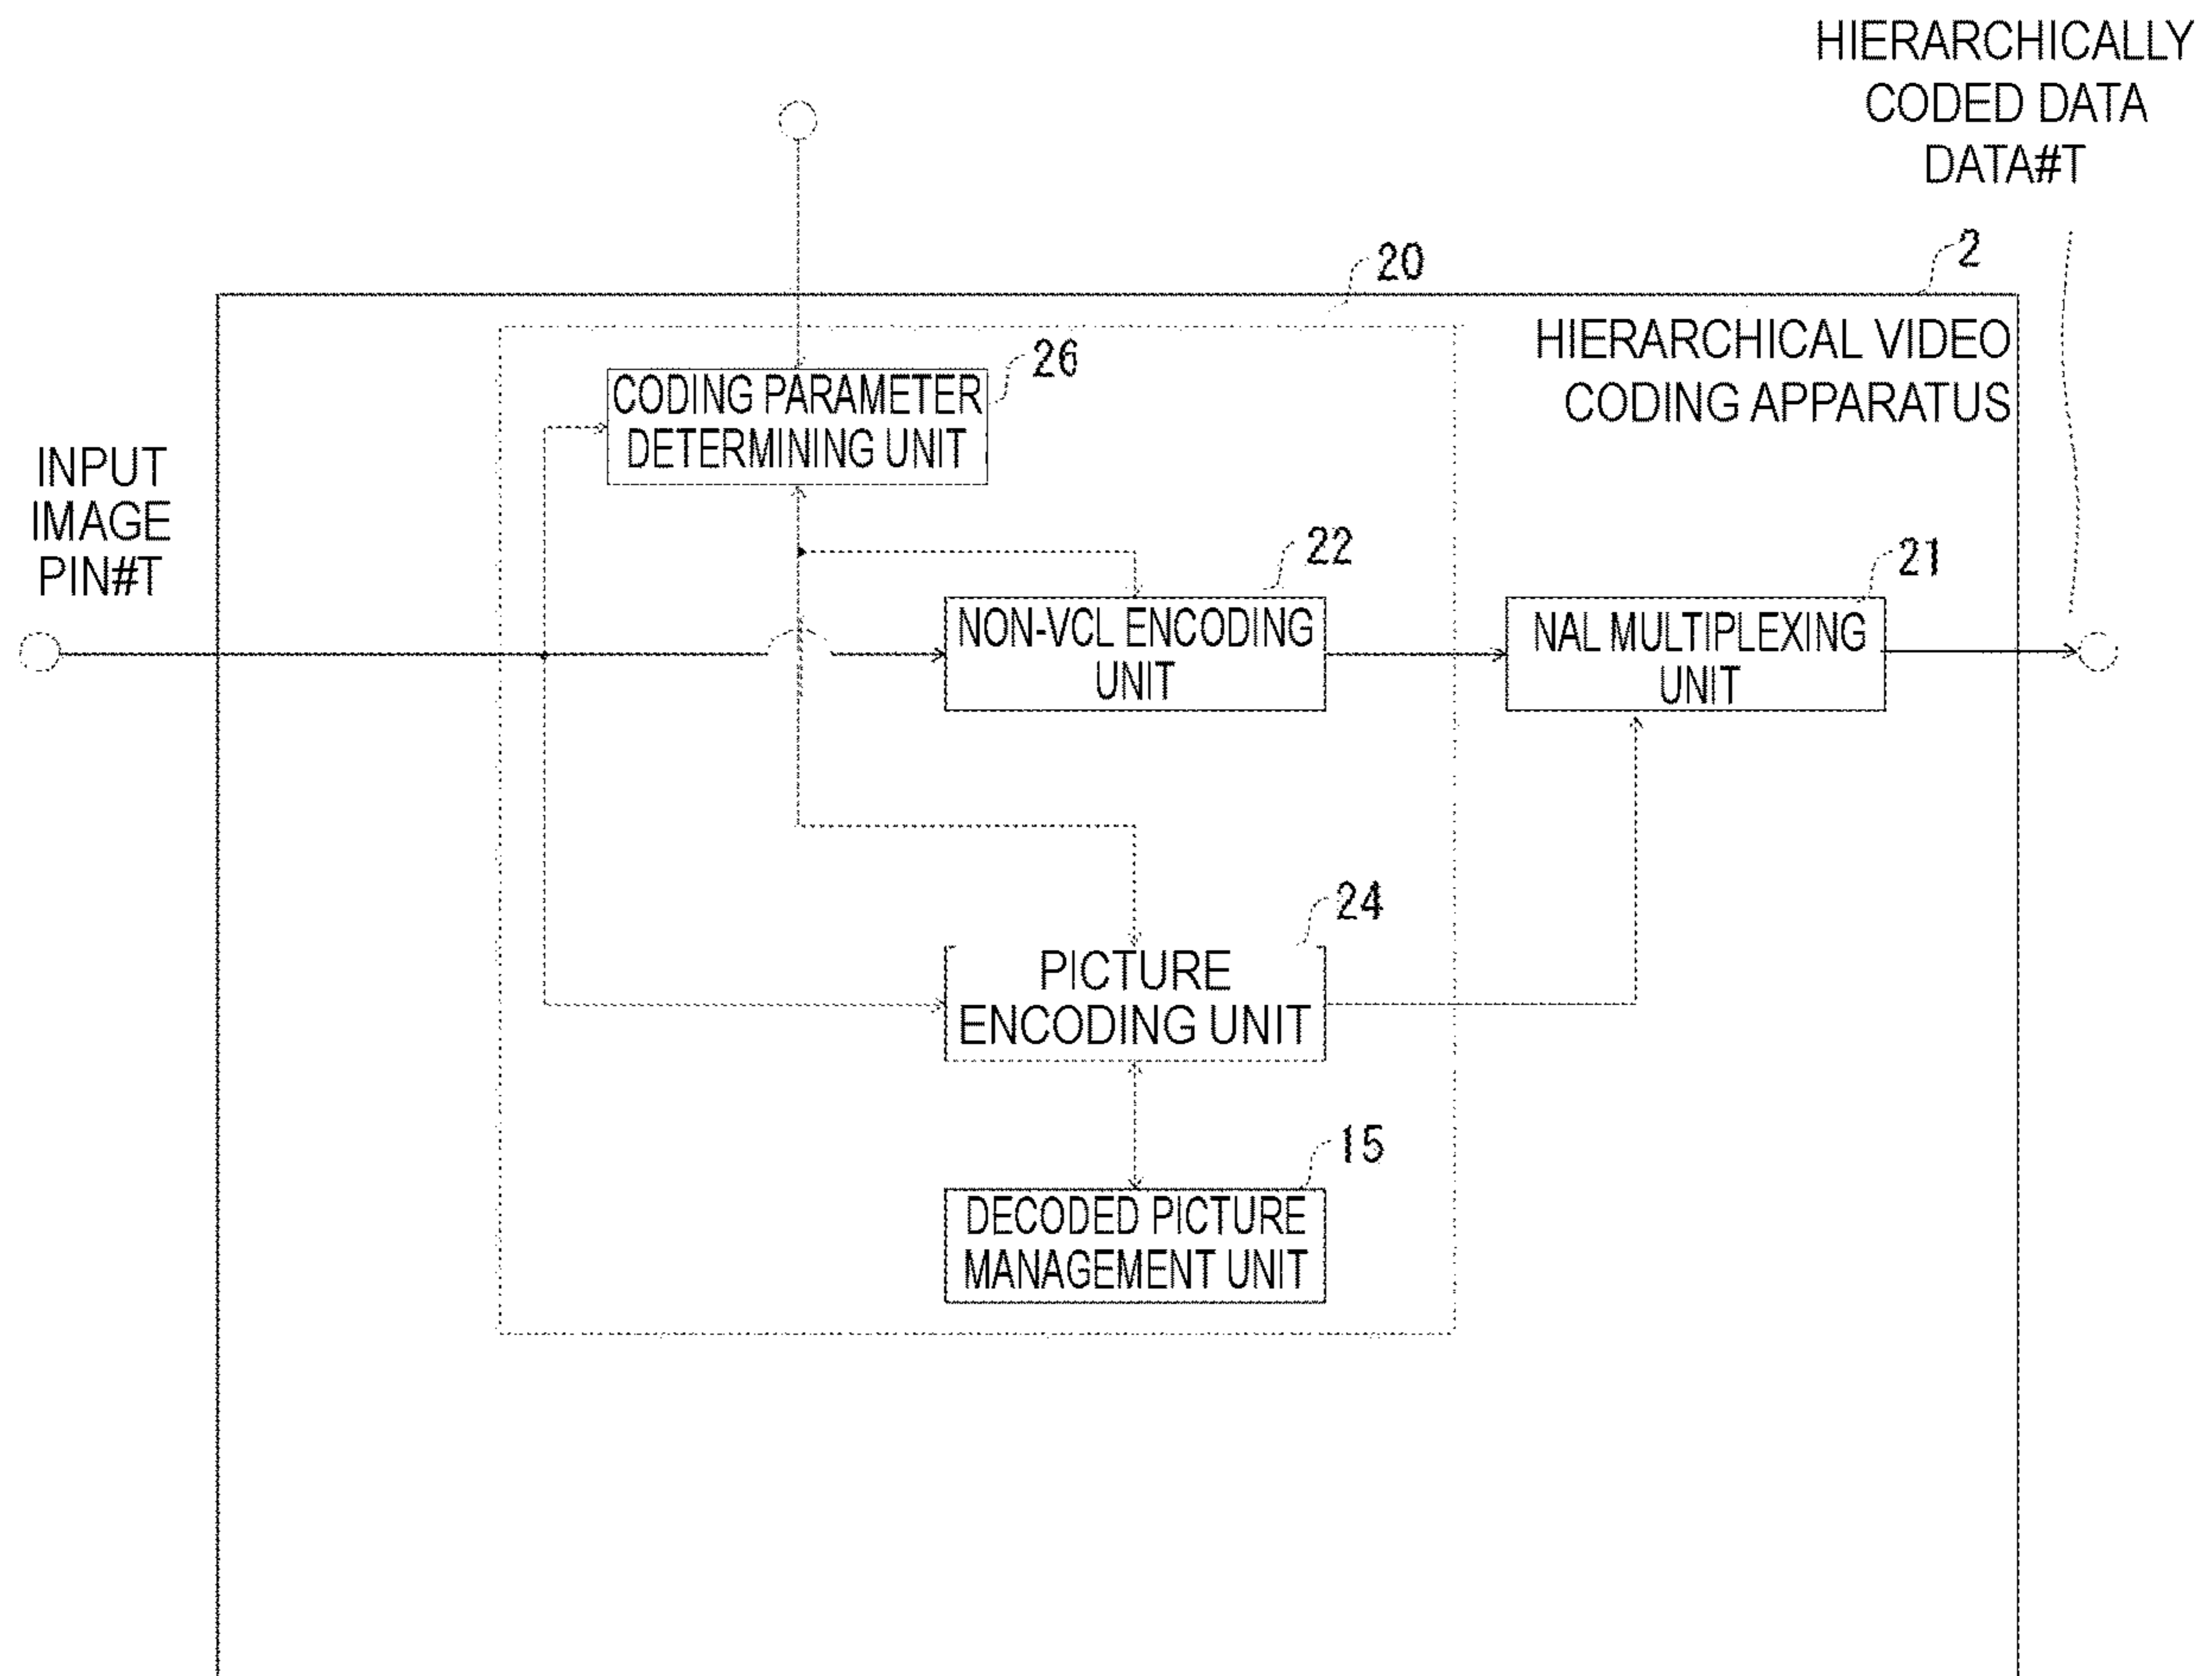 HIERARCHICALLY
CODED DATA
DATA#T
2
20
HIERARCHICAL VIDEO
CODING APPARATUS
26
CODING PARAMETER
DETERMINING UNIT
INPUT
IMAGE
PIN#T
22
NON-VCL ENCODING
UNIT
21
NAL MULTIPLEXING
UNIT
24
PICTURE
ENCODING UNIT
15
DECODED PICTURE
MANAGEMENT UNIT